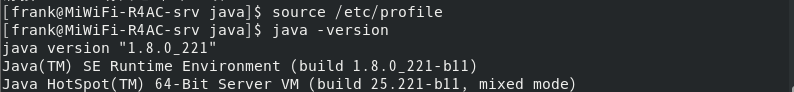 [frank@MiWiFi-R4AC-srv java]$ source /etc/profile
[frank@MiWiFi-R4AC-srv java]$ java -version
java version "1.8.0_221"
Java(TM) SE Runtime Environment (build 1.8.0_221-b11)
Java HotSpot(TM) 64-Bit Server VM (build 25.221-b11, mixed mode)